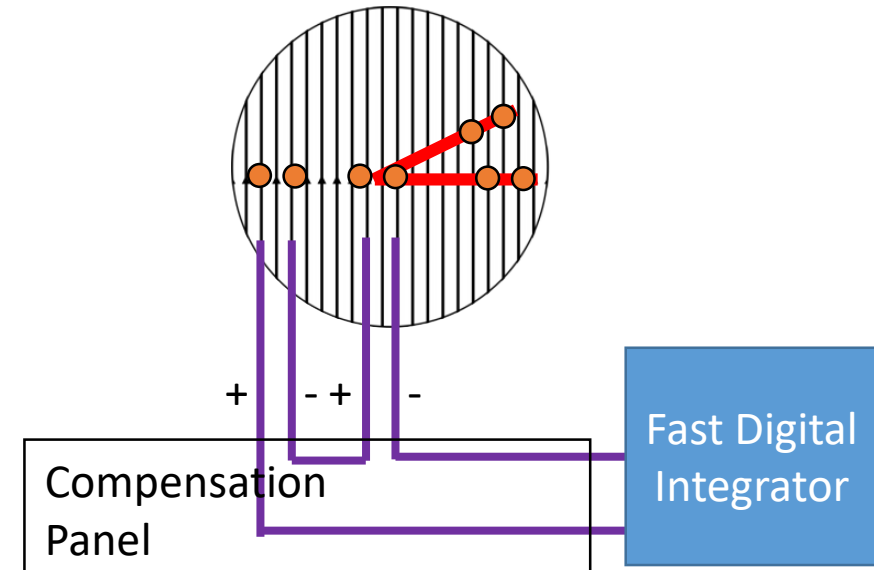 + - + -
Fast Digital
Integrator
Compensation
Panel